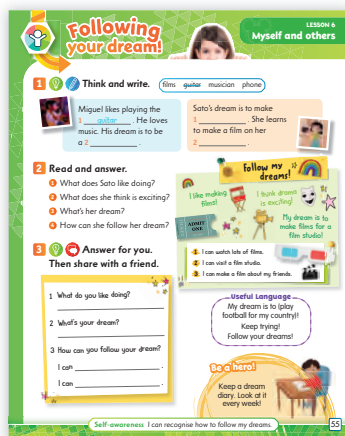 Following
your dream!
LESSON 6
Myself and others
1 Think and write.
films guitar musician phone
Miguel likes playing the
1 guitar . He loves
music. His dream is to be
a 2 ____________ .
Sato's dream is to make
1 ____________ . She learns
to make a film on her
2 ____________ .
2 Read and answer.
1 What does Sato like doing?
2 What does she think is exciting?
3 What's her dream?
4 How can she follow her dream?
Follow my
dreams!
I like making
films!
I think drama
is exciting!
ADMIT
ONE
My dream is to
make films for a
film studio!
1. I can watch lots of films.
2. I can visit a film studio.
3. I can make a film about my friends.
3 Answer for you.
Then share with a friend.
1 What do you like doing?
2 What's your dream?
3 How can you follow your dream?
I can ____________ .
I can ____________ .
Useful Language
My dream is to (play
football for my country)!
Keep trying!
Follow your dreams!
Be a hero!
Keep a dream
diary. Look at it
every week!
Self-awareness I can recognise how to follow my dreams.
55